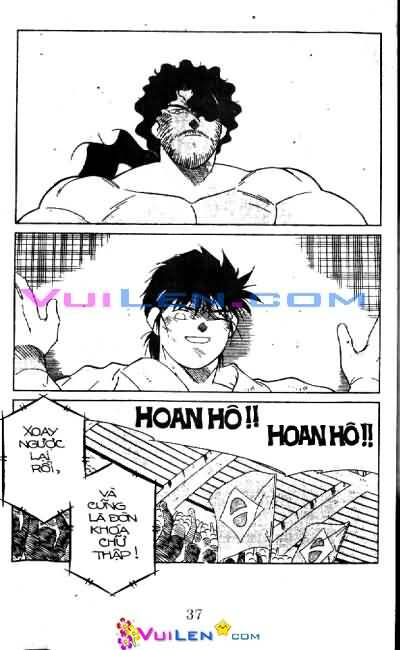 VuiLen.com
HOAN HÔ!!
HOAN HÔ!!
XOAY
NGƯỢC
LẠI
RỒI,
VÀ
CŨNG
LÀ ĐÒN
KHÓA
CHỮ
THẬP!
37
VuiLen.com